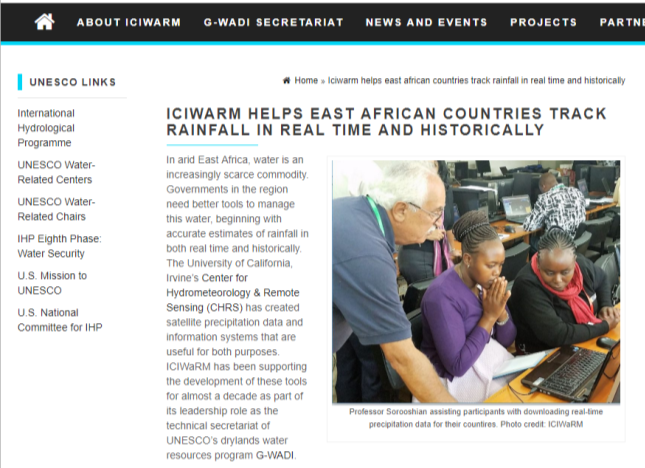 ABOUT ICIWARM G-WADI SECRETARIAT NEWS AND EVENTS PROJECTS PARTNE
UNESCO LINKS
International
Hydrological
Programme
UNESCO Water-
Related Centers
UNESCO Water-
Related Chairs
IHP Eighth Phase:
Water Security
U.S. Mission to
UNESCO
U.S. National
Committee for IHP
Home » Iciwarm helps east african countries track rainfall in real time and historically
ICIWARM HELPS EAST AFRICAN COUNTRIES TRACK
RAINFALL IN REAL TIME AND HISTORICALLY
In arid East Africa, water is an
increasingly scarce commodity.
Governments in the region
need better tools to manage
this water, beginning with
accurate estimates of rainfall in
both real time and historically.
The University of California,
Irvine's Center for
Hydrometeorology & Remote
Sensing (CHRS) has created
satellite precipitation data and
information systems that are
useful for both purposes.
ICIWaRM has been supporting
the development of these tools
for almost a decade as part of
its leadership role as the
technical secretariat of
UNESCO's drylands water
resources program G-WADI.
Professor Sorooshian assisting participants with downloading real-time
precipitation data for their countires. Photo credit: ICIWaRM